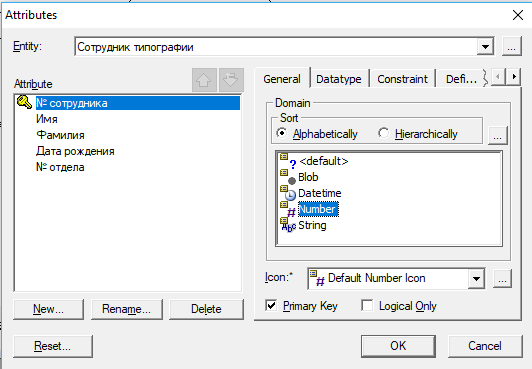 Attributes
Entity: Сотрудник типографии ...
Attribute
№ сотрудника
Имя
Фамилия
Дата рождения
№ отдела
New... Rename... Delete
General Datatype Constraint Defi...
Domain
Sort
Alphabetically Hierarchically ...
<default>
Blob
Datetime
Number
String
Icon:* Default Number Icon ...
Primary Key Logical Only
Reset... OK Cancel